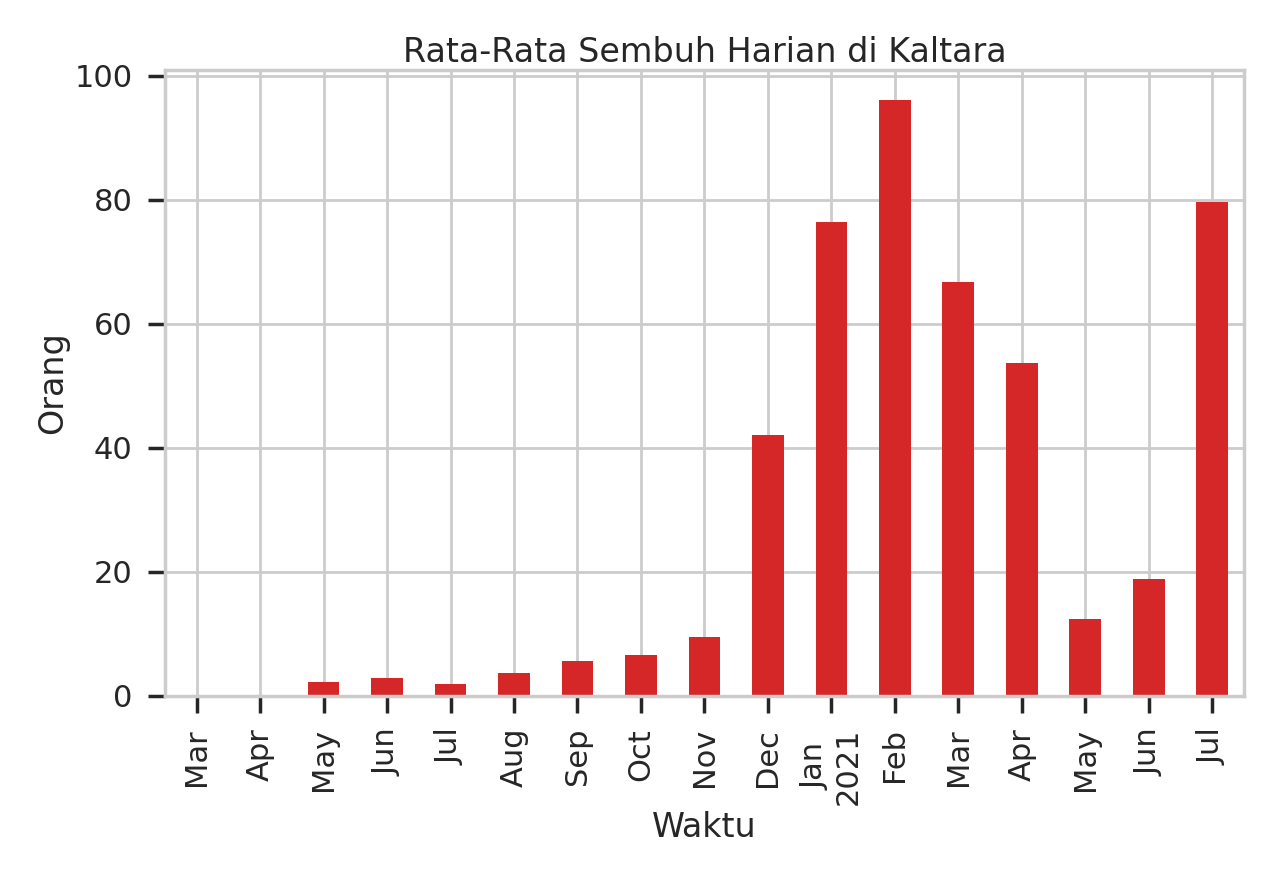 Rata-Rata Sembuh Harian di Kaltara
100
80
60
40
20
0
Orang
Mar
Apr
May
Jun
Jul
Aug
Sep
Oct
Nov
Dec
Jan
2021
Feb
Mar
Apr
May
Jun
Jul
Waktu